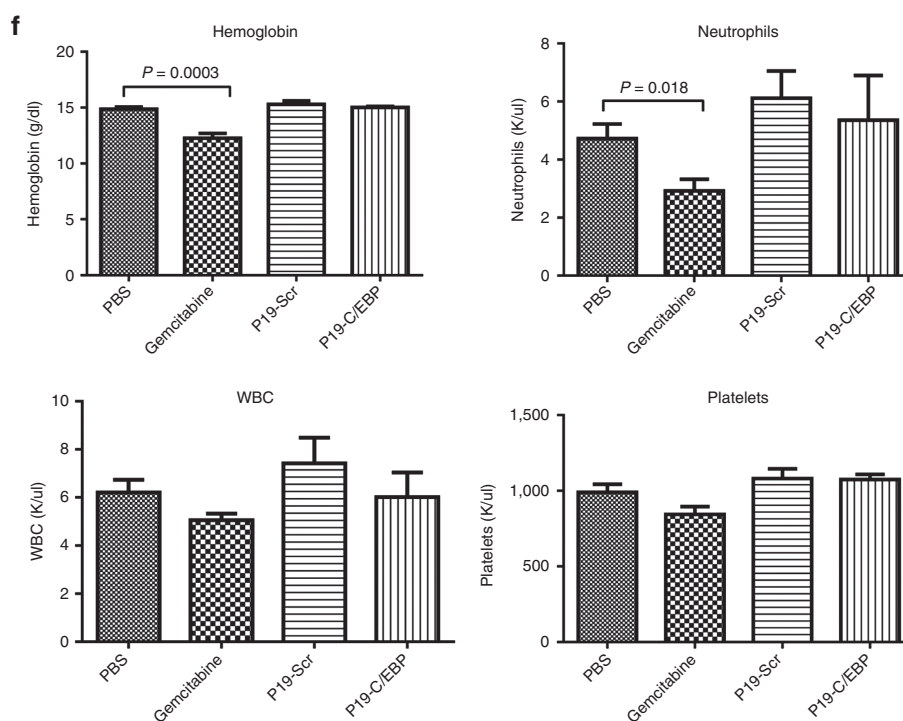 f
Hemoglobin
Hemoglobin (g/dl)
20
15
10
5
0
P = 0.0003
PBS
Gemcitabine
P19-Scr
P19-C/EBP
Neutrophils
Neutrophils (K/ul)
8
6
4
2
0
P = 0.018
PBS
Gemcitabine
P19-Scr
P19-C/EBP
WBC
WBC (K/ul)
10
8
6
4
2
0
PBS
Gemcitabine
P19-Scr
P19-C/EBP
Platelets
Platelets (K/ul)
1,500
1,000
500
0
PBS
Gemcitabine
P19-Scr
P19-C/EBP